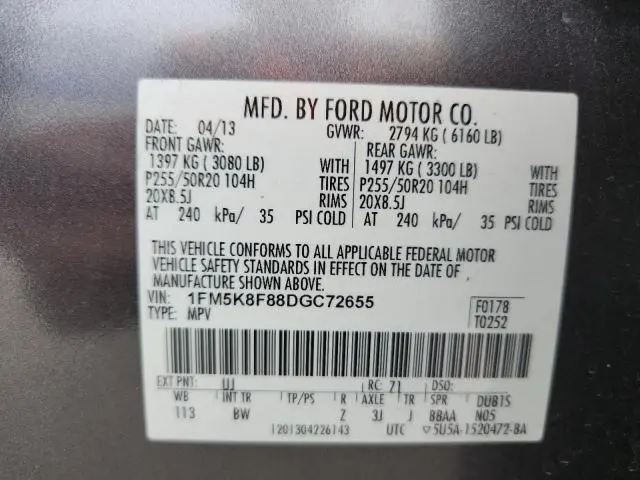 MFD. BY FORD MOTOR CO.
DATE: 04/13 GVWR: 2794 KG ( 6160 LB)
FRONT GAWR: REAR GAWR:
1397 KG ( 3080 LB) WITH 1497 KG ( 3300 LB) WITH
P255/50R20 104H TIRES P255/50R20 104H TIRES
20X8.5J RIMS 20X8.5J RIMS
AT 240 kPa/ 35 PSI COLD AT 240 kPa/ 35 PSI COLD
THIS VEHICLE CONFORMS TO ALL APPLICABLE FEDERAL MOTOR
VEHICLE SAFETY STANDARDS IN EFFECT ON THE DATE OF
MANUFACTURE SHOWN ABOVE.
VIN: 1FM5K8F88DGC72655 F0178
TYPE: MPV T0252
EXT PNT: UJ RC: 71 DSO:
WB INT TR TP/PS R AXLE TR SPR DUB1S
113 BW Z 3J J BBAA N05
1201304226143 UTC 5U5A-1520472-BA